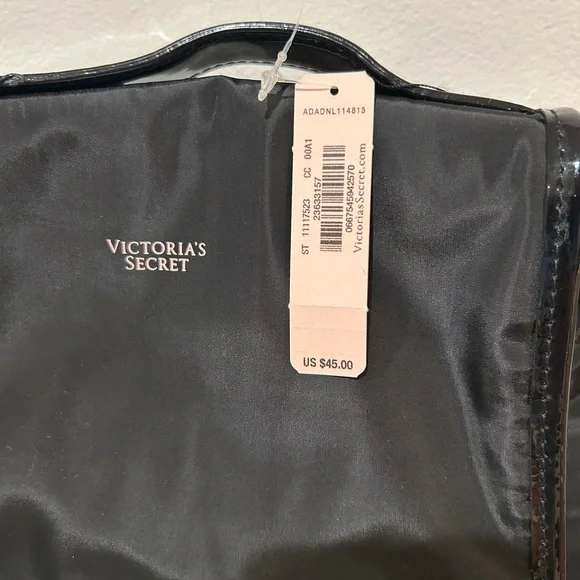 VICTORIA'S
SECRET
ADADNL114813
ST 11117523 CC 00A1
23633157
0667545942570
VictoriasSecret.com
US $45.00